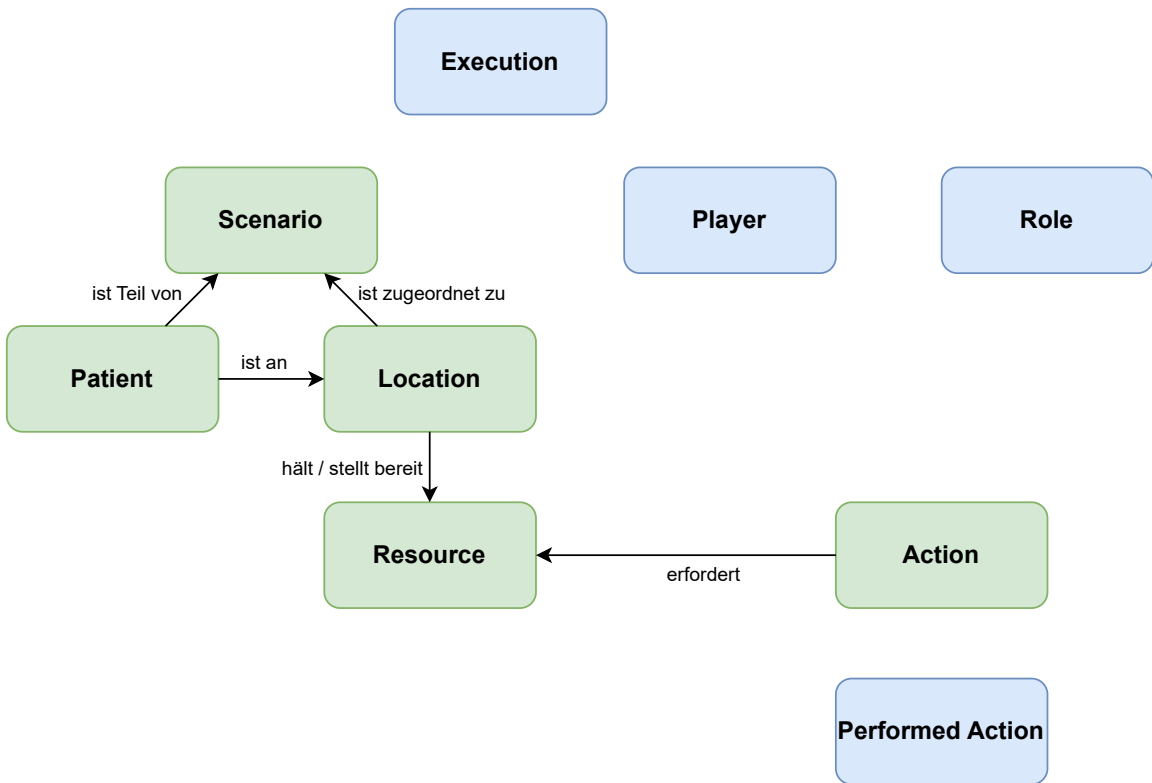 Execution
Scenario
Player
Role
ist Teil von
ist zugeordnet zu
Patient
ist an
Location
hält / stellt bereit
Resource
erfordert
Action
Performed Action